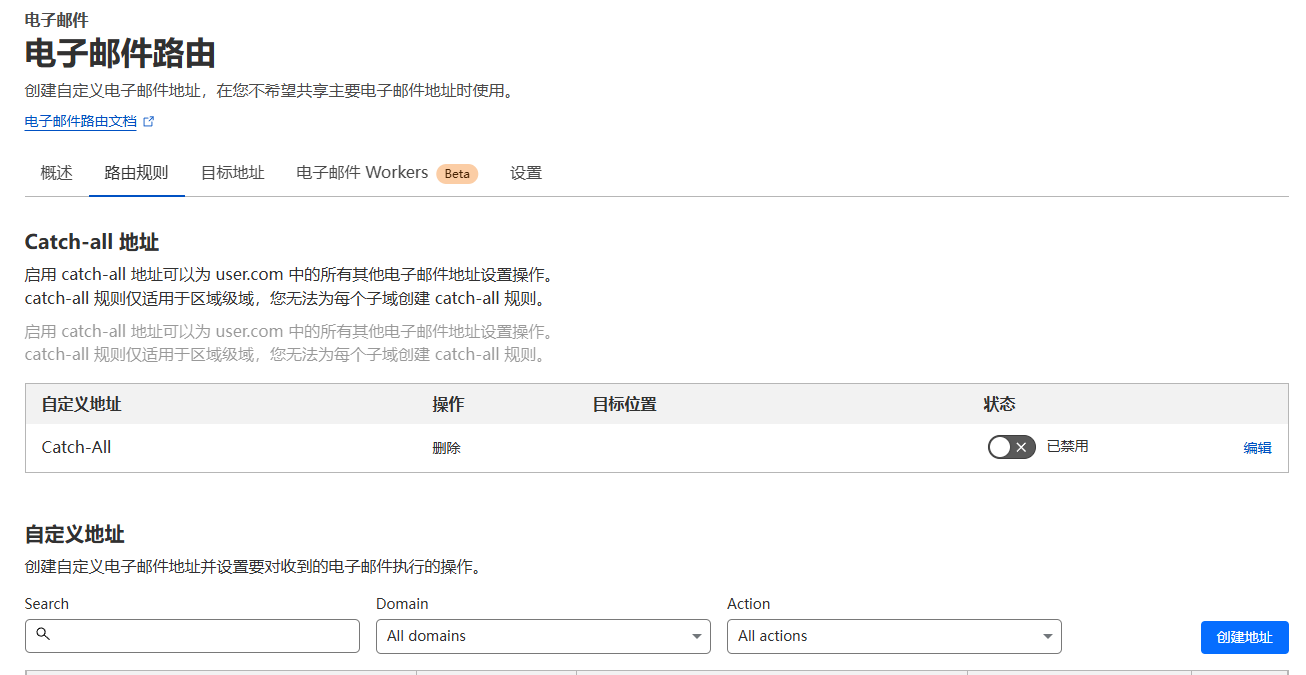 电子邮件
电子邮件路由
创建自定义电子邮件地址，在您不希望共享主要电子邮件地址时使用。
电子邮件路由文档
概述 路由规则 目标地址 电子邮件 Workers Beta 设置
Catch-all 地址
启用 catch-all 地址可以为 user.com 中的所有其他电子邮件地址设置操作。
catch-all 规则仅适用于区域级域，您无法为每个子域创建 catch-all 规则。
启用 catch-all 地址可以为 user.com 中的所有其他电子邮件地址设置操作。
catch-all 规则仅适用于区域级域，您无法为每个子域创建 catch-all 规则。
自定义地址 操作 目标位置 状态
Catch-All 删除 已禁用 编辑
自定义地址
创建自定义电子邮件地址并设置要对收到的电子邮件执行的操作。
Search Domain Action
All domains All actions 创建地址